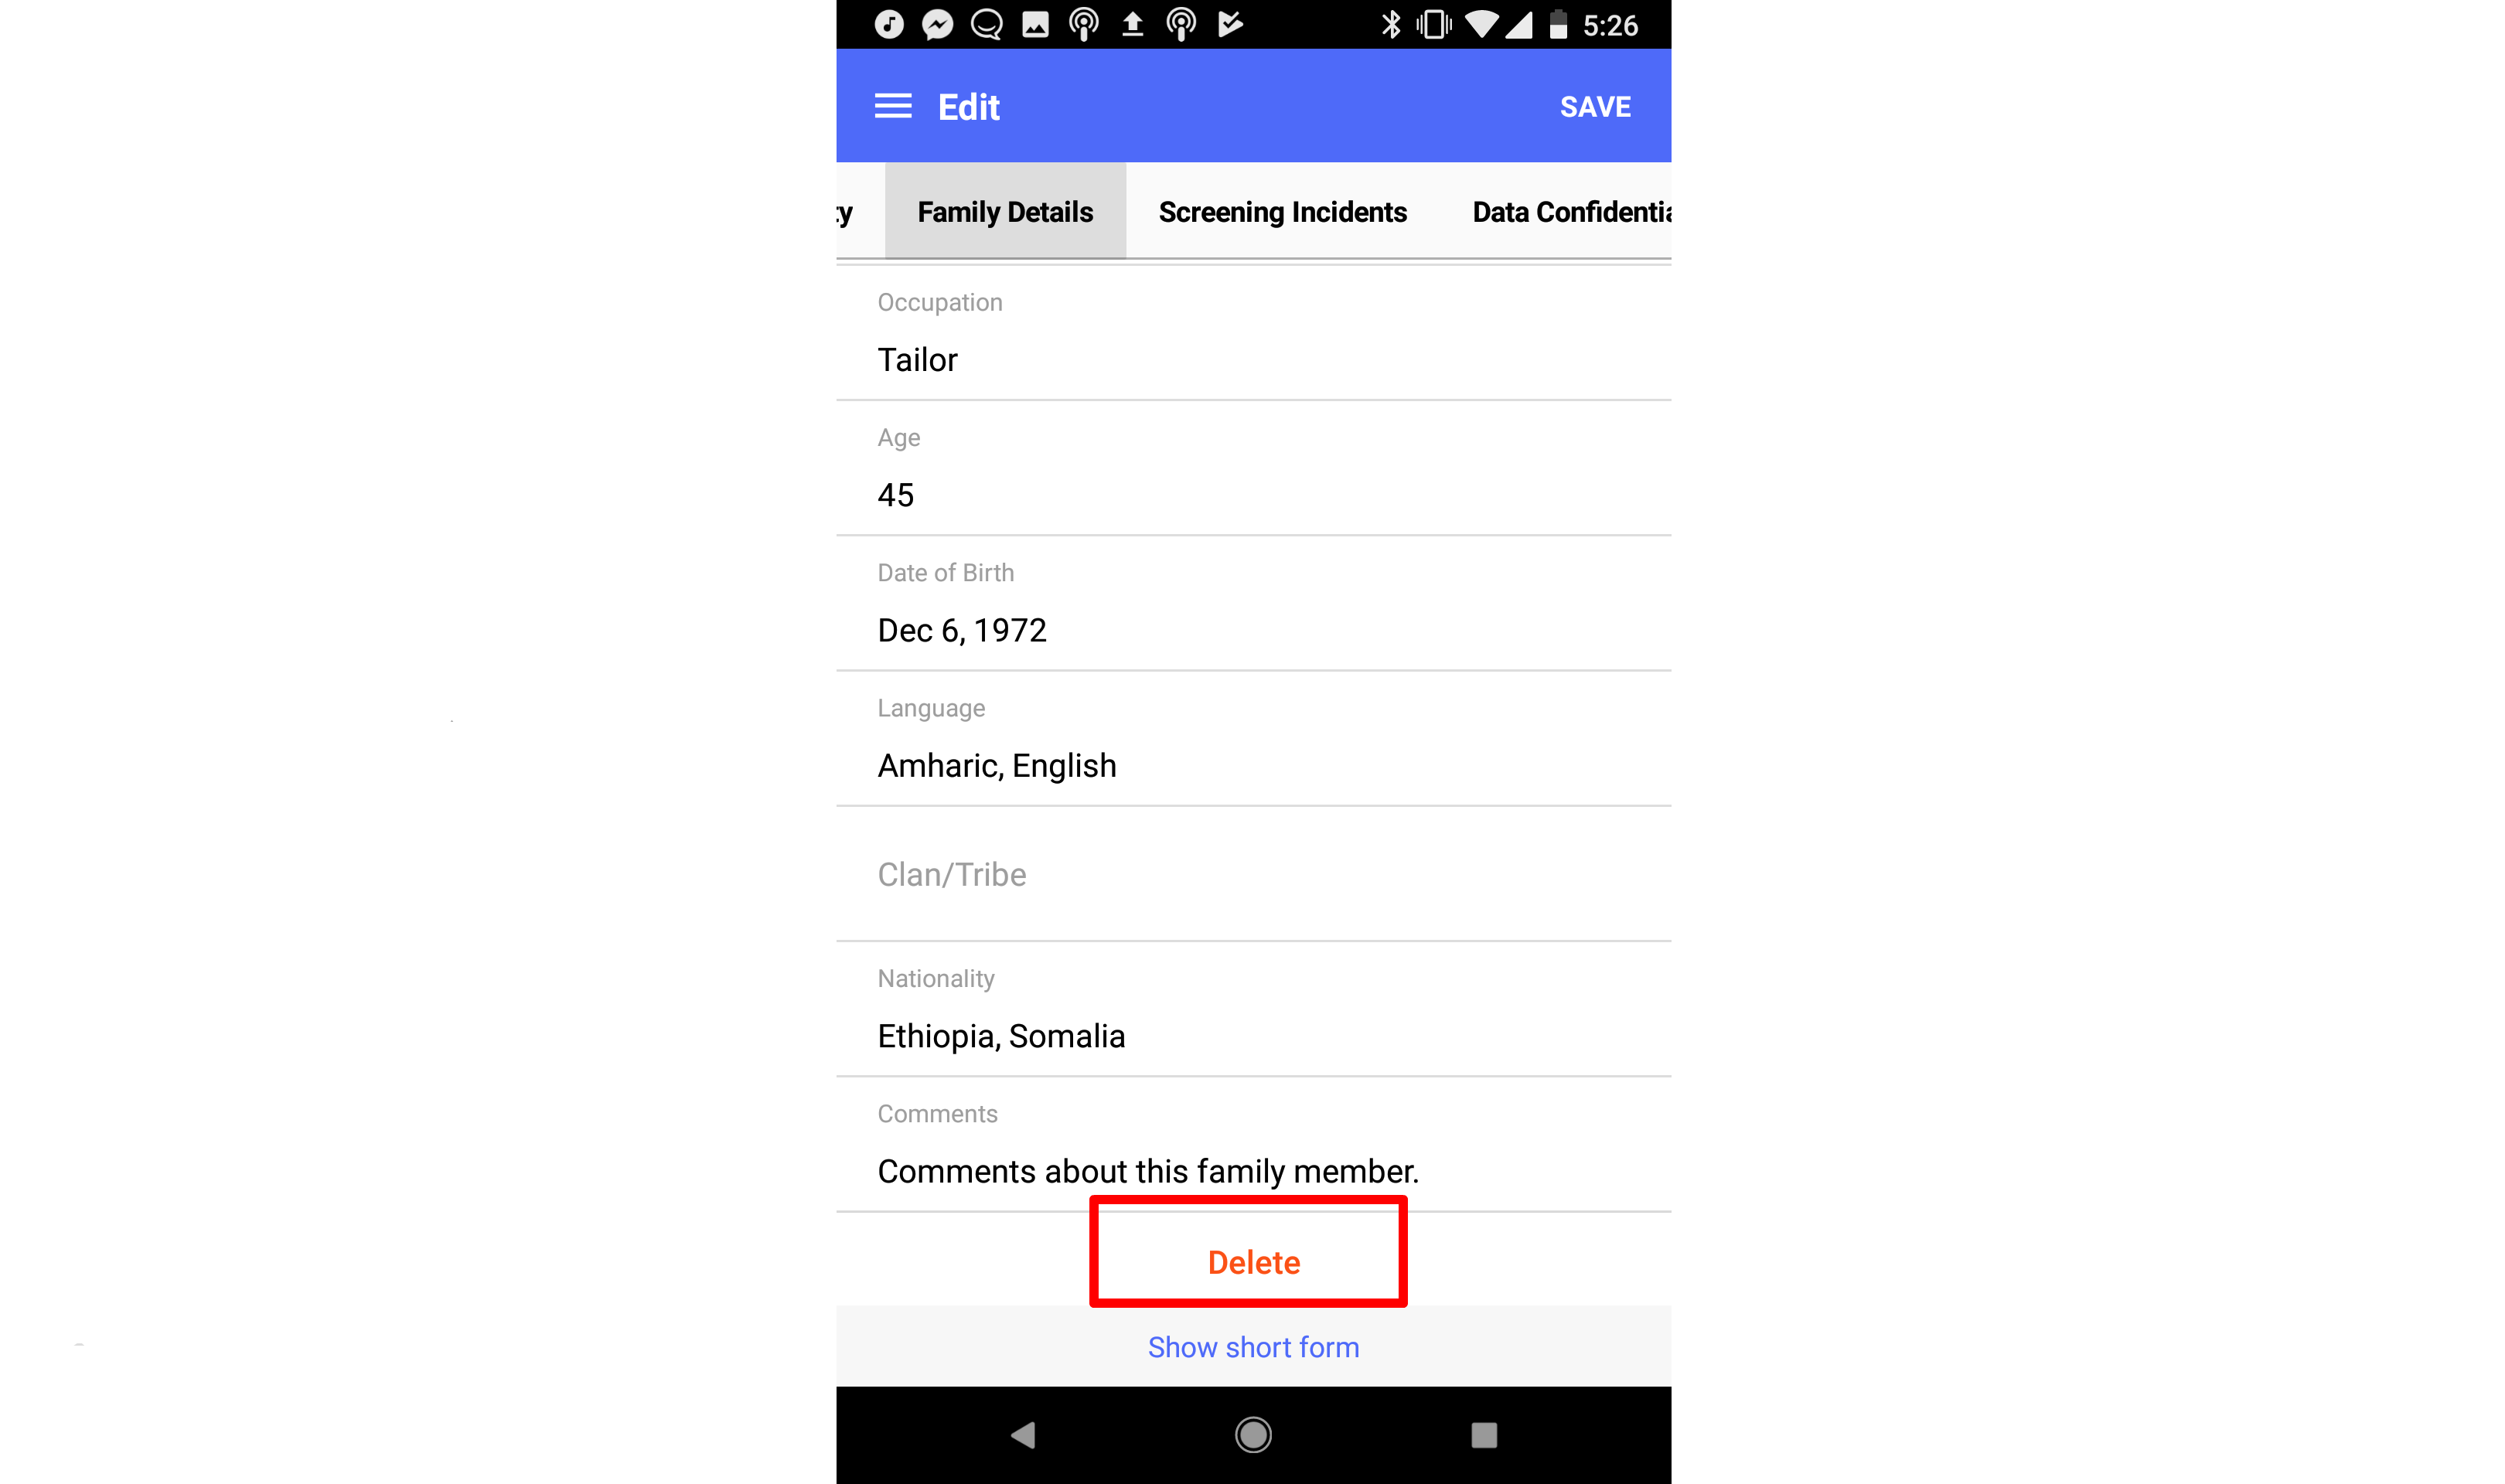 5:26
Edit
SAVE
ty
Family Details
Screening Incidents
Data Confidentia
Occupation
Tailor
Age
45
Date of Birth
Dec 6, 1972
Language
Amharic, English
Clan/Tribe
Nationality
Ethiopia, Somalia
Comments
Comments about this family member.
Delete
Show short form